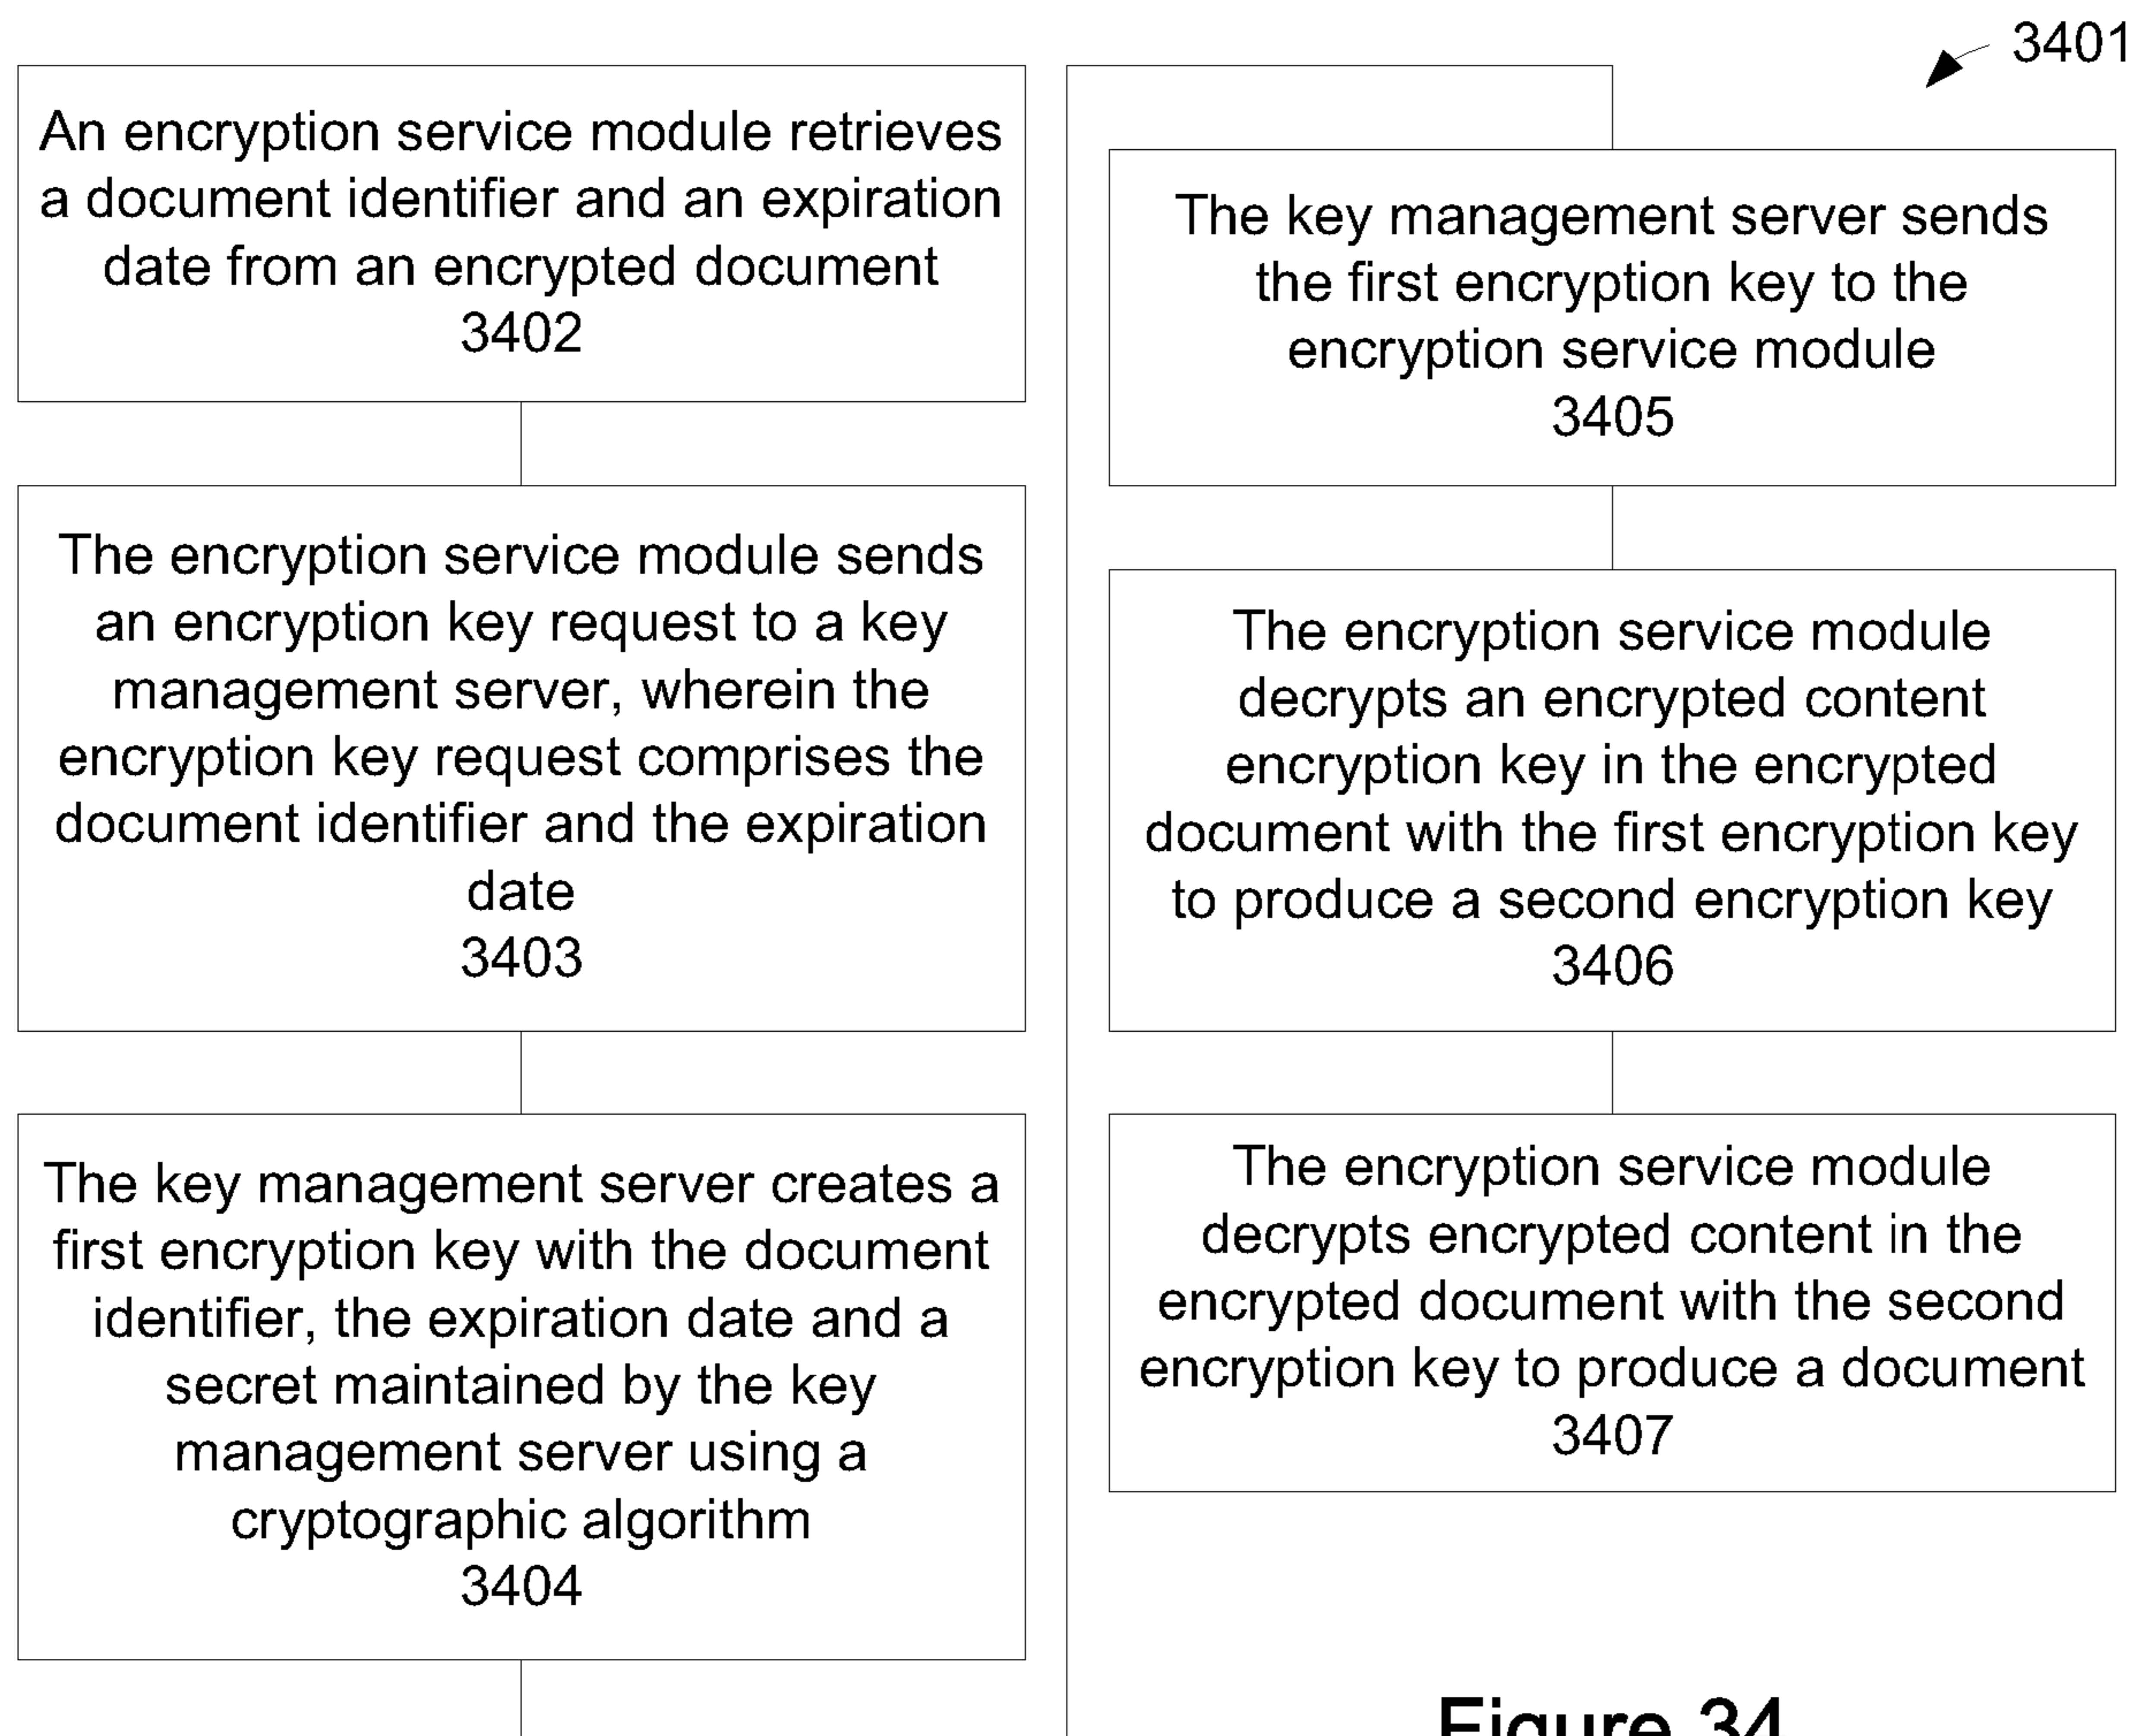 3401
An encryption service module retrieves
a document identifier and an expiration
date from an encrypted document
3402
The encryption service module sends
an encryption key request to a key
management server, wherein the
encryption key request comprises the
document identifier and the expiration
date
3403
The key management server creates a
first encryption key with the document
identifier, the expiration date and a
secret maintained by the key
management server using a
cryptographic algorithm
3404
The key management server sends
the first encryption key to the
encryption service module
3405
The encryption service module
decrypts an encrypted content
encryption key in the encrypted
document with the first encryption key
to produce a second encryption key
3406
The encryption service module
decrypts encrypted content in the
encrypted document with the second
encryption key to produce a document
3407
Figure 34